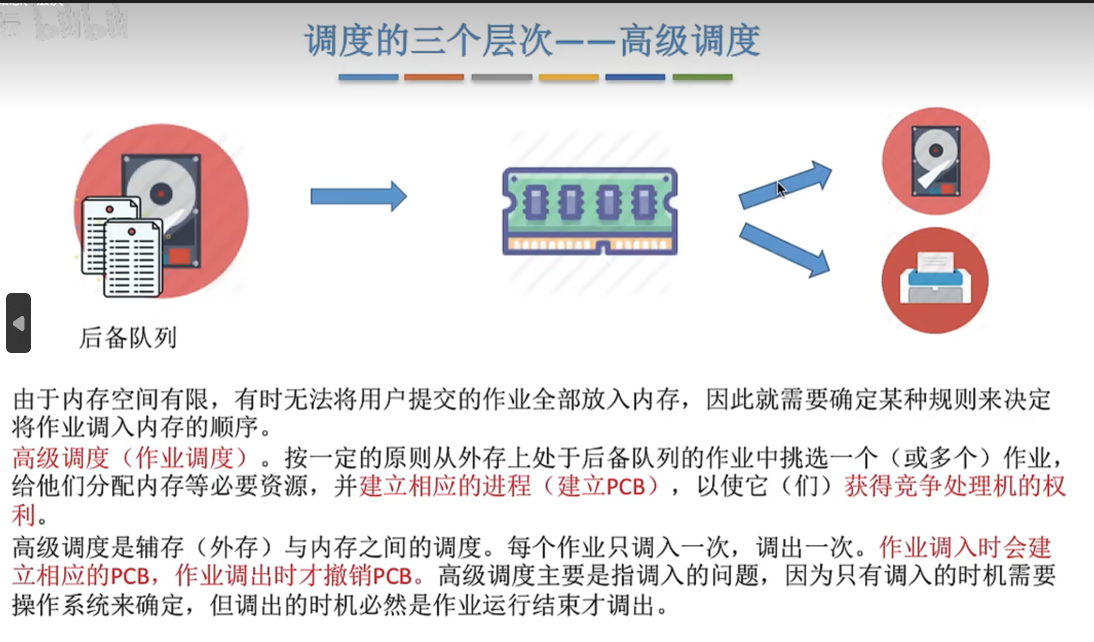 调度的三个层次——高级调度
后备队列
由于内存空间有限，有时无法将用户提交的作业全部放入内存，因此就需要确定某种规则来决定
将作业调入内存的顺序。
高级调度（作业调度）。按一定的原则从外存上处于后备队列的作业中挑选一个（或多个）作业，
给他们分配内存等必要资源，并建立相应的进程（建立PCB），以使它（们）获得竞争处理机的权
利。
高级调度是辅存（外存）与内存之间的调度。每个作业只调入一次，调出一次。作业调入时会建
立相应的PCB，作业调出时才撤销PCB。高级调度主要是指调入的问题，因为只有调入的时机需要
操作系统来确定，但调出的时机必然是作业运行结束才调出。